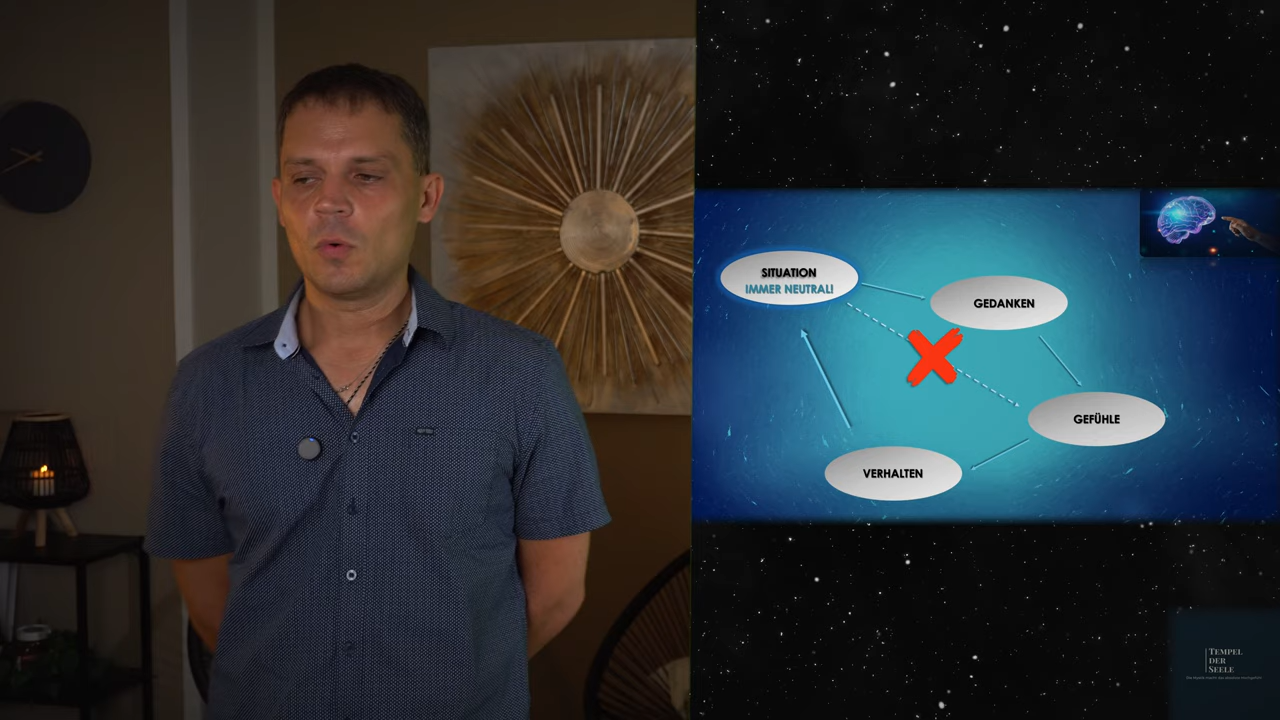 SITUATION
IMMER NEUTRAL!
GEDANKEN
GEFÜHLE
VERHALTEN
TEMPEL
DER
SEELE